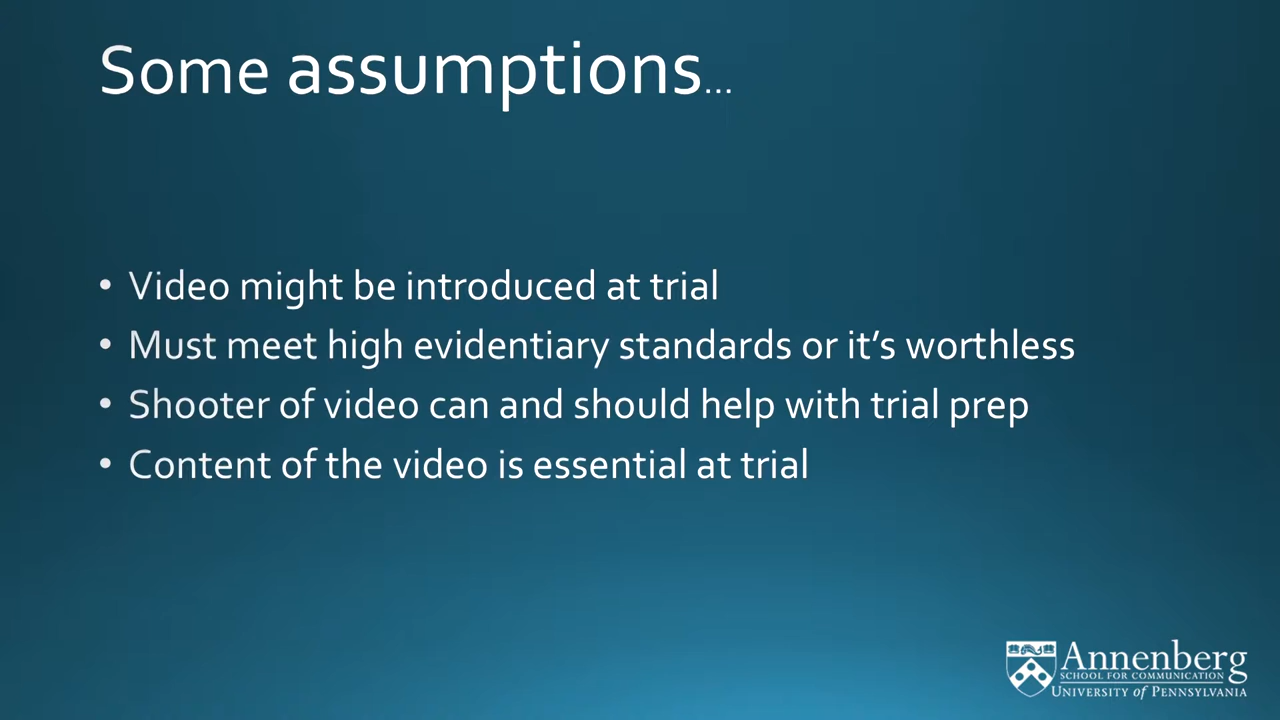 Some assumptions...
• Video might be introduced at trial
• Must meet high evidentiary standards or it’s worthless
• Shooter of video can and should help with trial prep
• Content of the video is essential at trial
Annenberg
SCHOOL FOR COMMUNICATION
UNIVERSITY of PENNSYLVANIA